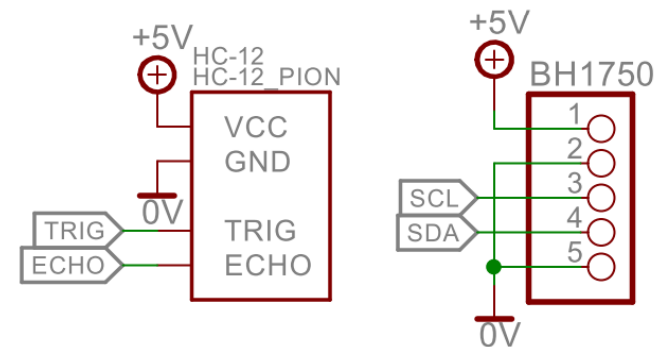 +5V
HC-12
HC-12_PION
VCC
GND
0V
TRIG
TRIG
ECHO
ECHO
+5V
BH1750
1
2
3
SCL
4
SDA
5
0V